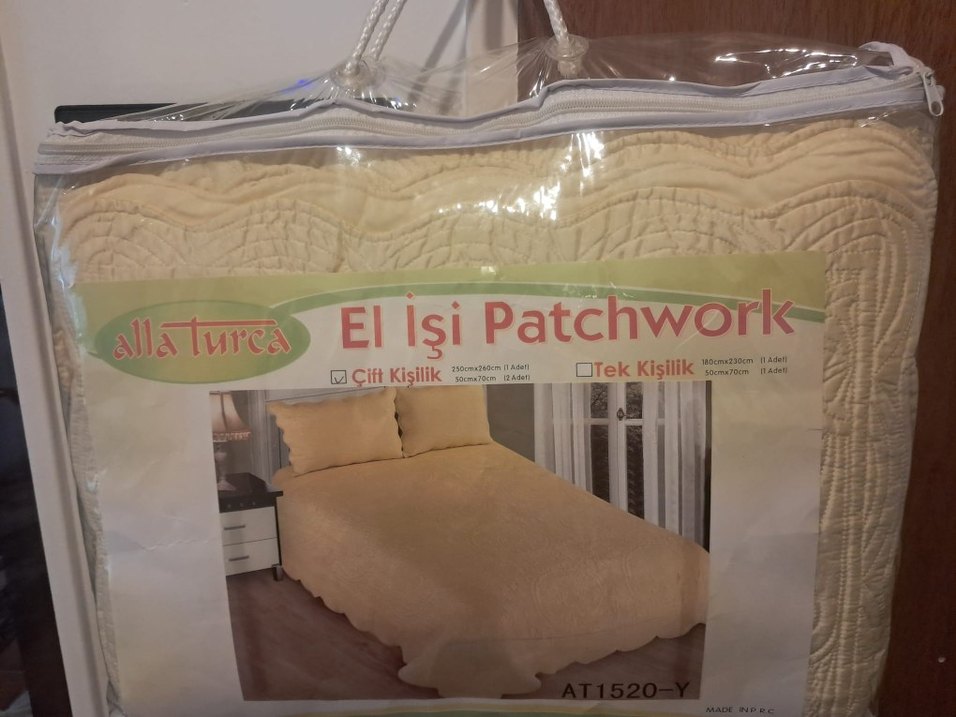 alla Turca
El İşi Patchwork
Çift Kişilik 250cmx260cm (1 Adet)
50cmx70cm (2 Adet)
Tek Kişilik 180cmx230cm (1 Adet)
50cmx70cm (1 Adet)
AT1520-Y
MADE IN P.R.C